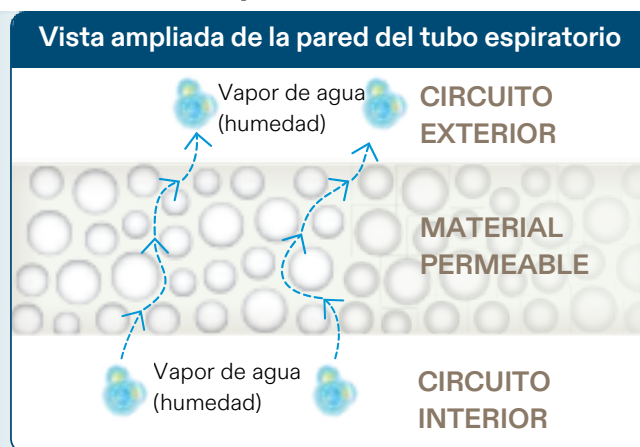 Vista ampliada de la pared del tubo espiratorio
Vapor de agua
(humedad)
CIRCUITO
EXTERIOR
MATERIAL
PERMEABLE
Vapor de agua
(humedad)
CIRCUITO
INTERIOR